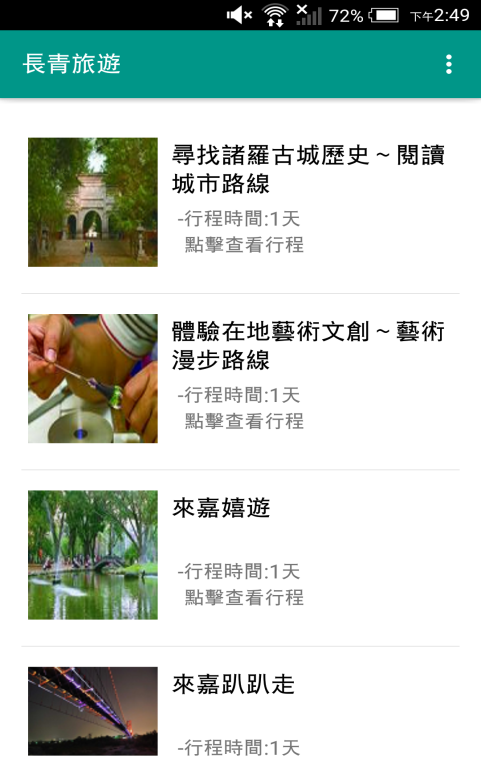 72% 下午2:49
長青旅遊
尋找諸羅古城歷史～閱讀
城市路線
-行程時間:1天
點擊查看行程
體驗在地藝術文創～藝術
漫步路線
-行程時間:1天
點擊查看行程
來嘉嬉遊
-行程時間:1天
點擊查看行程
來嘉趴趴走
-行程時間:1天